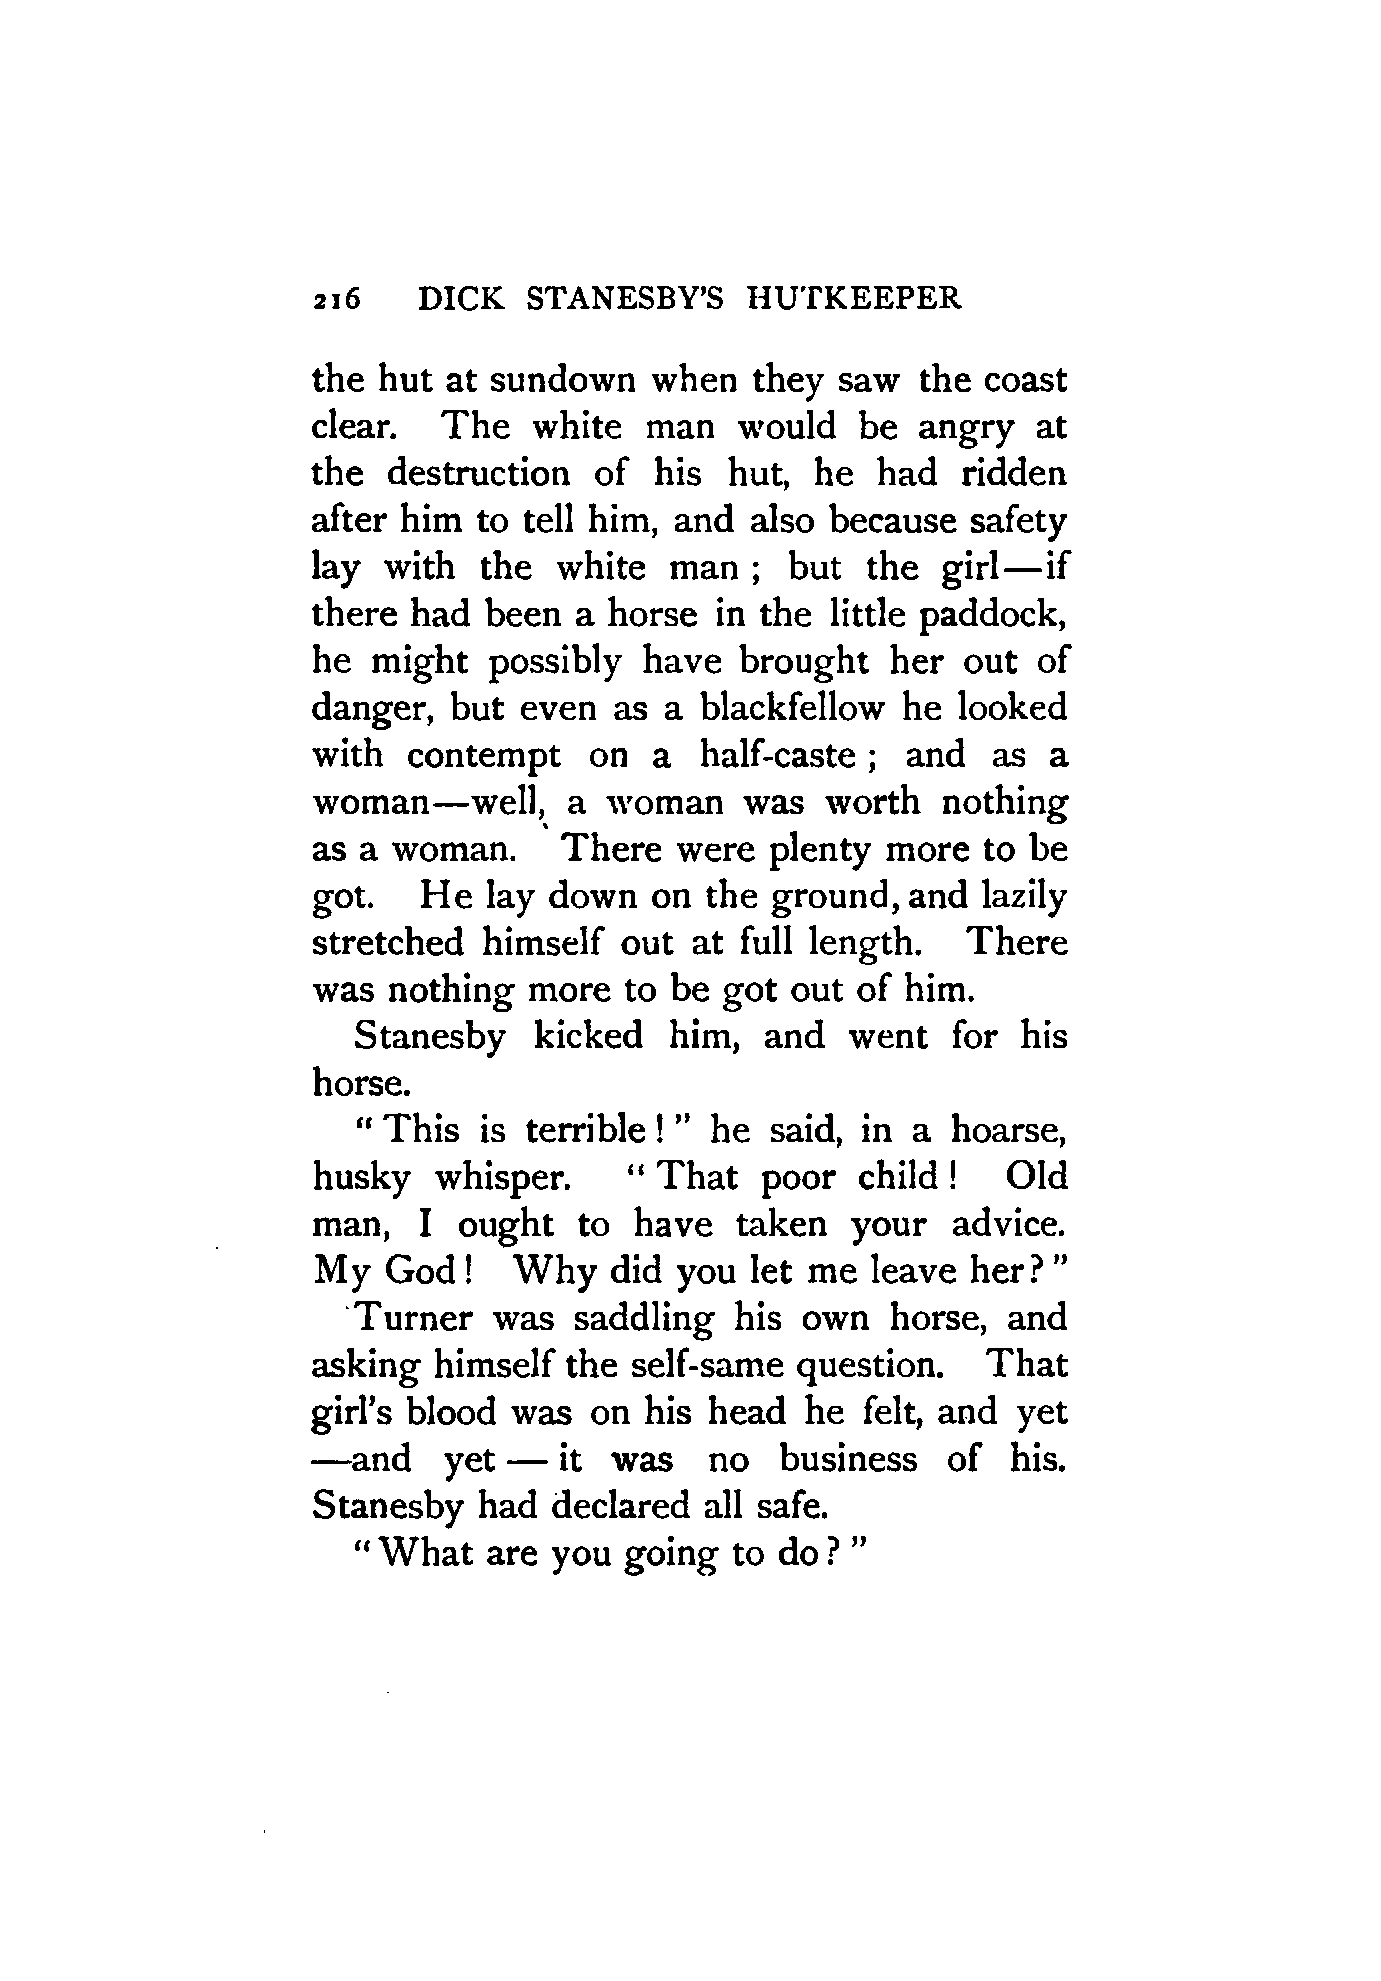 216 DICK STANESBY'S HUTKEEPER
the hut at sundown when they saw the coast
clear. The white man would be angry at
the destruction of his hut, he had ridden
after him to tell him, and also because safety
lay with the white man ; but the girl—if
there had been a horse in the little paddock,
he might possibly have brought her out of
danger, but even as a blackfellow he looked
with contempt on a half-caste ; and as a
woman—well, a woman was worth nothing
as a woman. There were plenty more to be
got. He lay down on the ground, and lazily
stretched himself out at full length. There
was nothing more to be got out of him.
Stanesby kicked him, and went for his
horse.
“ This is terrible ! ” he said, in a hoarse,
husky whisper. “ That poor child ! Old
man, I ought to have taken your advice.
My God ! Why did you let me leave her? ”
Turner was saddling his own horse, and
asking himself the self-same question. That
girl's blood was on his head he felt, and yet
—and yet — it was no business of his.
Stanesby had declared all safe.
“ What are you going to do ? ”